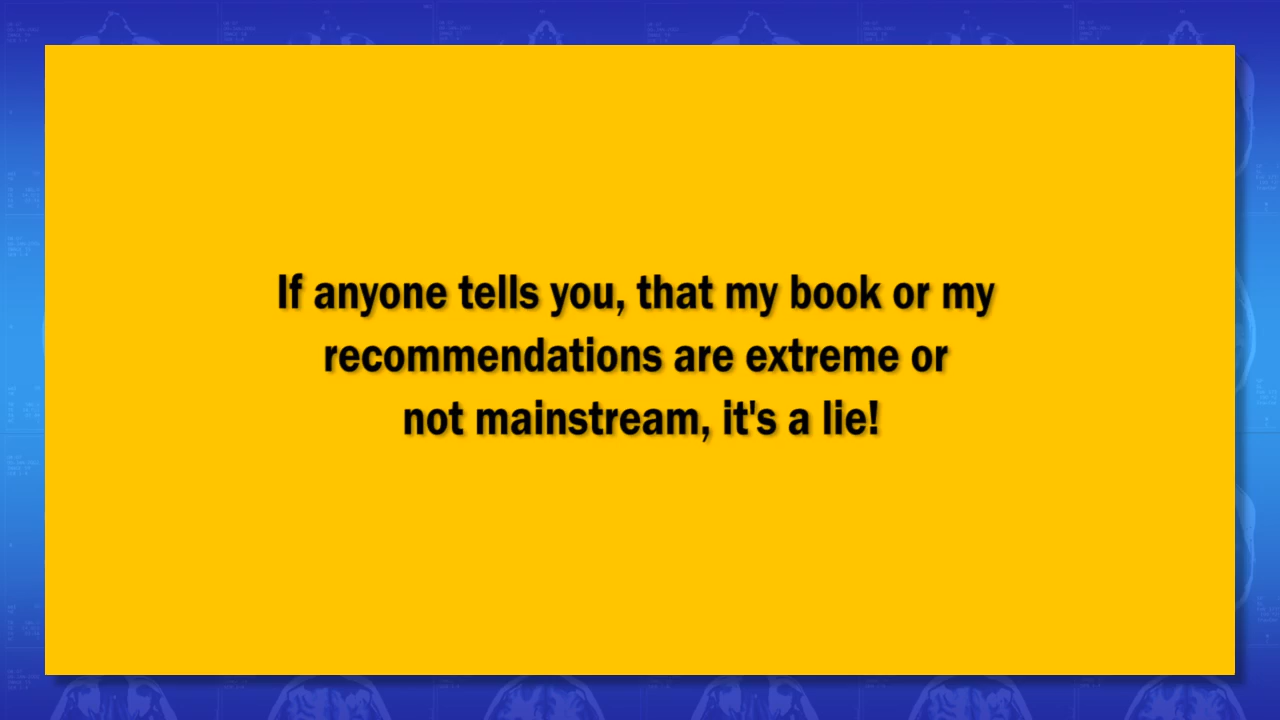 If anyone tells you, that my book or my
recommendations are extreme or
not mainstream, it's a lie!